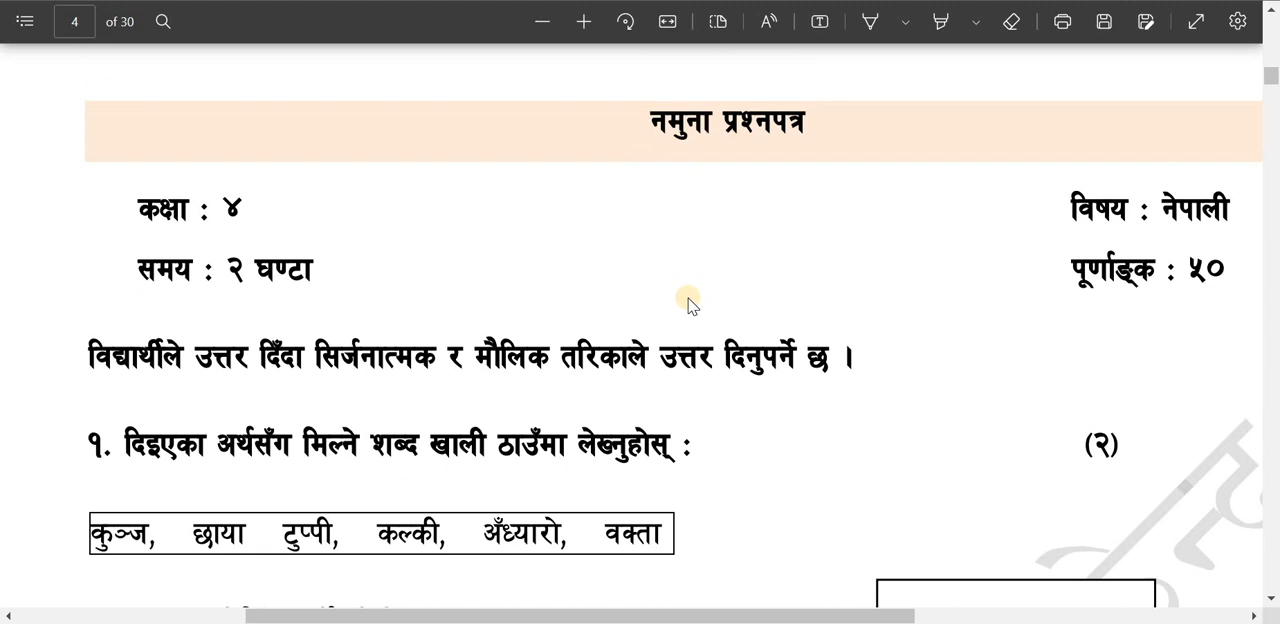 4 of 30
नमुना प्रश्नपत्र
कक्षा : ४
विषय : नेपाली
समय : २ घण्टा
पूर्णाङ्क : ५०
विद्यार्थीले उत्तर दिँदा सिर्जनात्मक र मौलिक तरिकाले उत्तर दिनुपर्ने छ ।
१. दिइएका अर्थसँग मिल्ने शब्द खाली ठाउँमा लेख्नुहोस् : (२)
कुञ्ज, छाया टुप्पी, कल्की, अँध्यारो, वक्ता